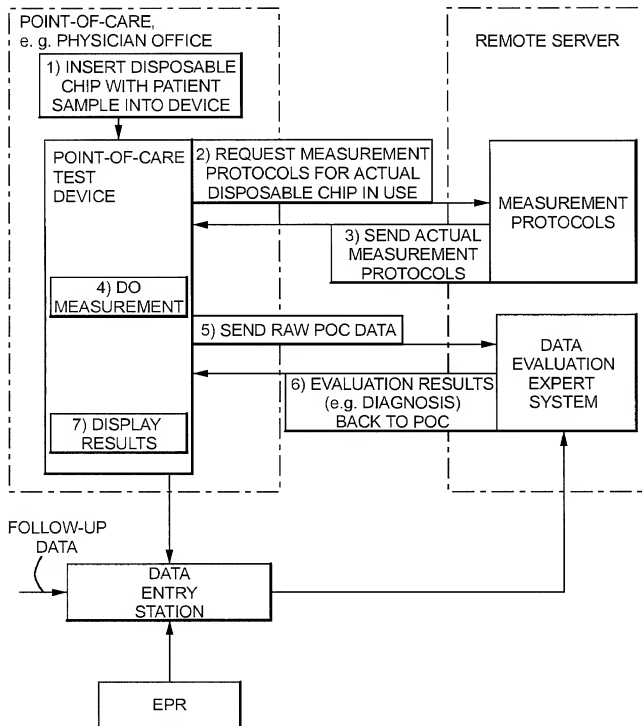 POINT-OF-CARE,
e. g. PHYSICIAN OFFICE
1) INSERT DISPOSABLE
CHIP WITH PATIENT
SAMPLE INTO DEVICE
REMOTE SERVER
POINT-OF-CARE
TEST
DEVICE
2) REQUEST MEASUREMENT
PROTOCOLS FOR ACTUAL
DISPOSABLE CHIP IN USE
MEASUREMENT
PROTOCOLS
3) SEND ACTUAL
MEASUREMENT
PROTOCOLS
4) DO
MEASUREMENT
5) SEND RAW POC DATA
DATA
EVALUATION
EXPERT
SYSTEM
6) EVALUATION RESULTS
(e.g. DIAGNOSIS)
BACK TO POC
7) DISPLAY
RESULTS
FOLLOW-UP
DATA
DATA
ENTRY
STATION
EPR